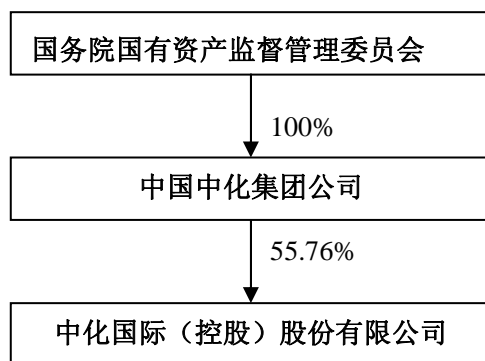 国务院国有资产监督管理委员会
100%
中国中化集团公司
55.76%
中化国际（控股）股份有限公司